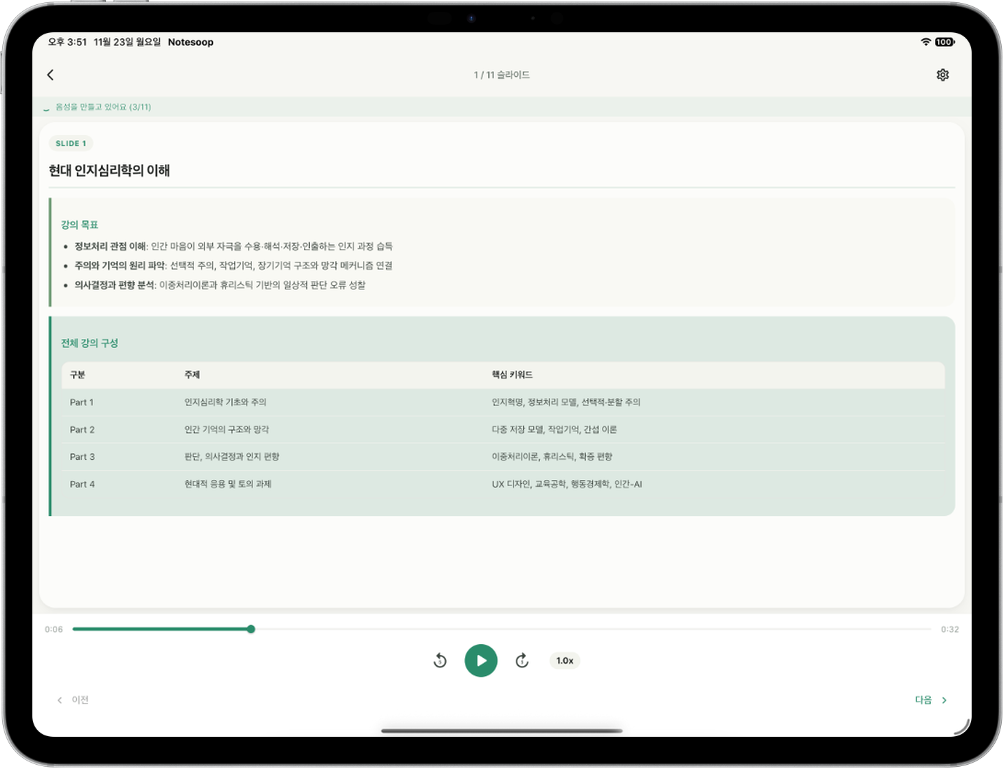 오후 3:51 11월 23일 월요일 Notesoop 100
1 / 11 슬라이드
음성을 만들고 있어요 (3/11)
SLIDE 1
현대 인지심리학의 이해
강의 목표
• 정보처리 관점 이해: 인간 마음이 외부 자극을 수용·해석·저장·인출하는 인지 과정 습득
• 주의와 기억의 원리 파악: 선택적 주의, 작업기억, 장기기억 구조와 망각 메커니즘 연결
• 의사결정과 편향 분석: 이중처리이론과 휴리스틱 기반의 일상적 판단 오류 성찰
전체 강의 구성
구분 주제 핵심 키워드
Part 1 인지심리학 기초와 주의 인지혁명, 정보처리 모델, 선택적·분할 주의
Part 2 인간 기억의 구조와 망각 다중 저장 모델, 작업기억, 간섭 이론
Part 3 판단, 의사결정과 인지 편향 이중처리이론, 휴리스틱, 확증 편향
Part 4 현대적 응용 및 토의 과제 UX 디자인, 교육공학, 행동경제학, 인간-AI
0:06 0:32
1.0x
이전 다음